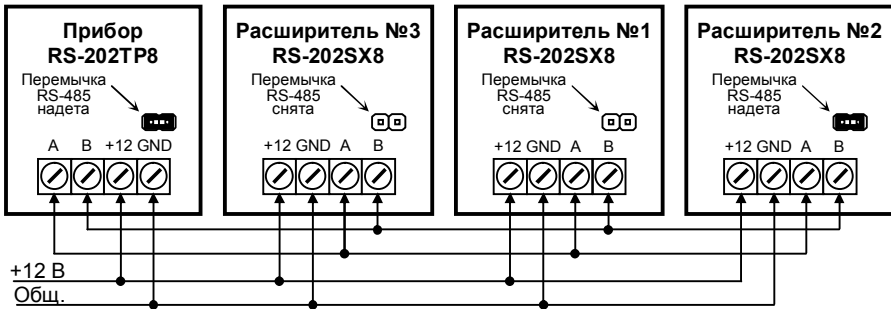 Прибор
RS-202TP8
Перемычка
RS-485
надета
A B +12 GND
Расширитель №3
RS-202SX8
Перемычка
RS-485
снята
+12 GND A B
Расширитель №1
RS-202SX8
Перемычка
RS-485
снята
+12 GND A B
Расширитель №2
RS-202SX8
Перемычка
RS-485
надета
+12 GND A B
+12 В
Общ.